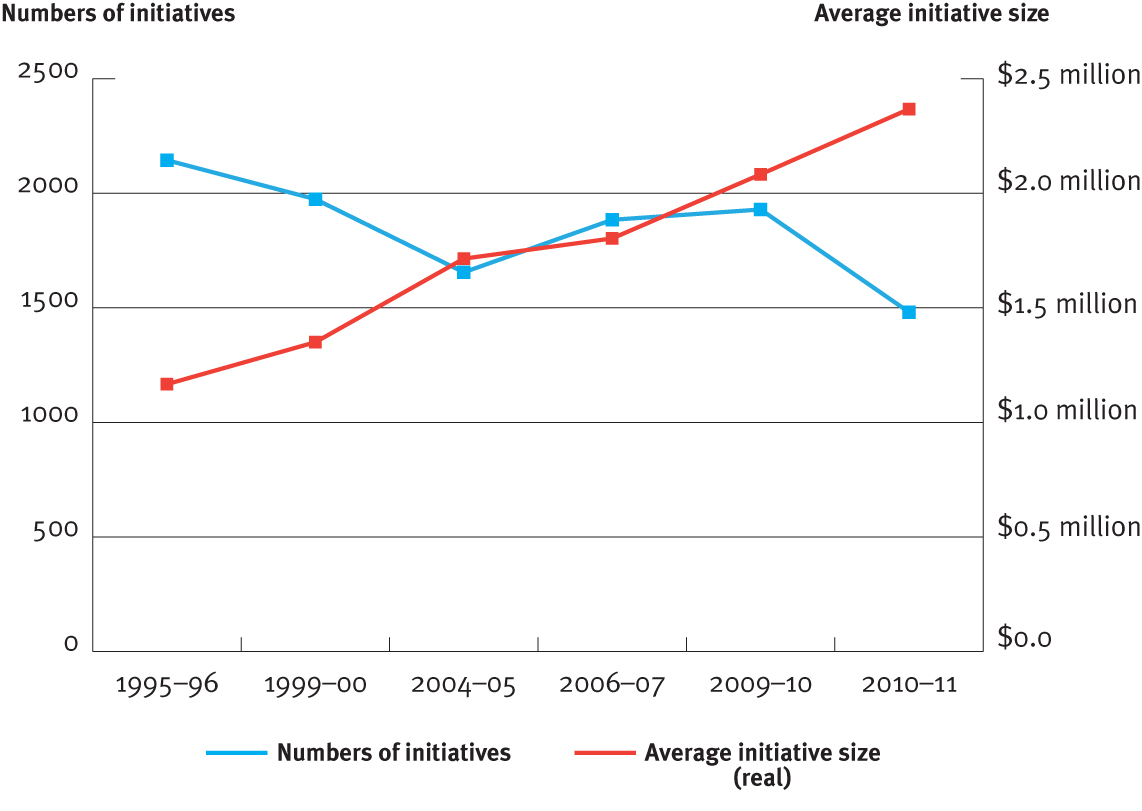 Numbers of initiatives
Average initiative size
2500
$2.5 million
2000
$2.0 million
1500
$1.5 million
1000
$1.0 million
500
$0.5 million
0
$0.0
1995–96
1999–00
2004–05
2006–07
2009–10
2010–11
Numbers of initiatives
Average initiative size
(real)